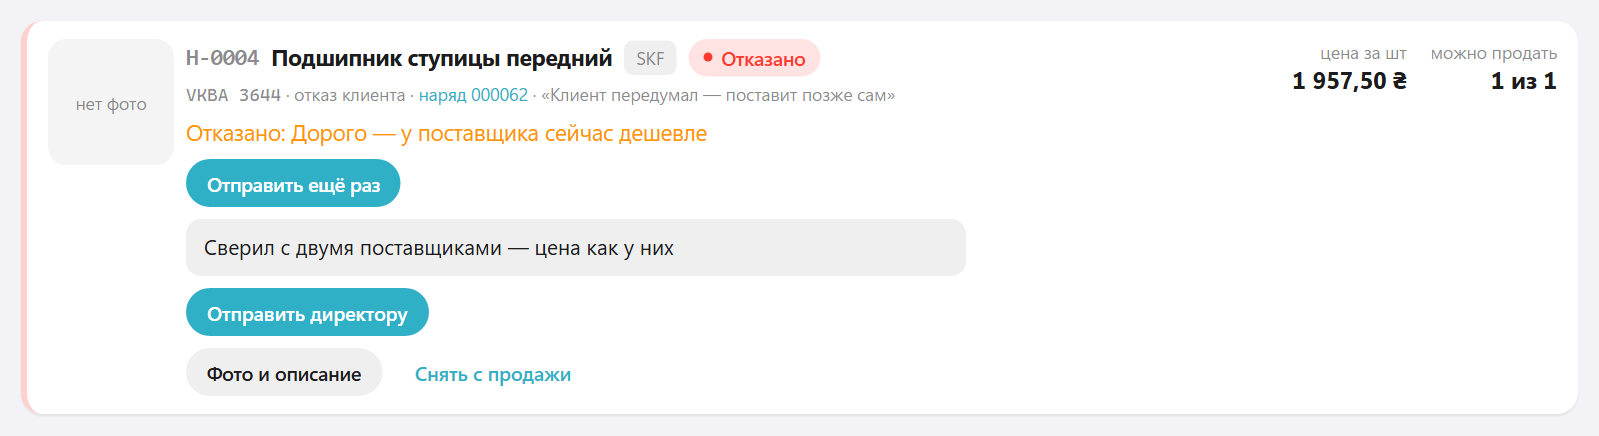 нет фото
H-0004 Подшипник ступицы передний SKF Отказано
VKBA 3644 · отказ клиента · наряд 000062 · «Клиент передумал — поставит позже сам»
Отказано: Дорого — у поставщика сейчас дешевле
Отправить ещё раз
Сверил с двумя поставщиками — цена как у них
Отправить директору
Фото и описание
Снять с продажи
цена за шт
1 957,50 ₴
можно продать
1 из 1